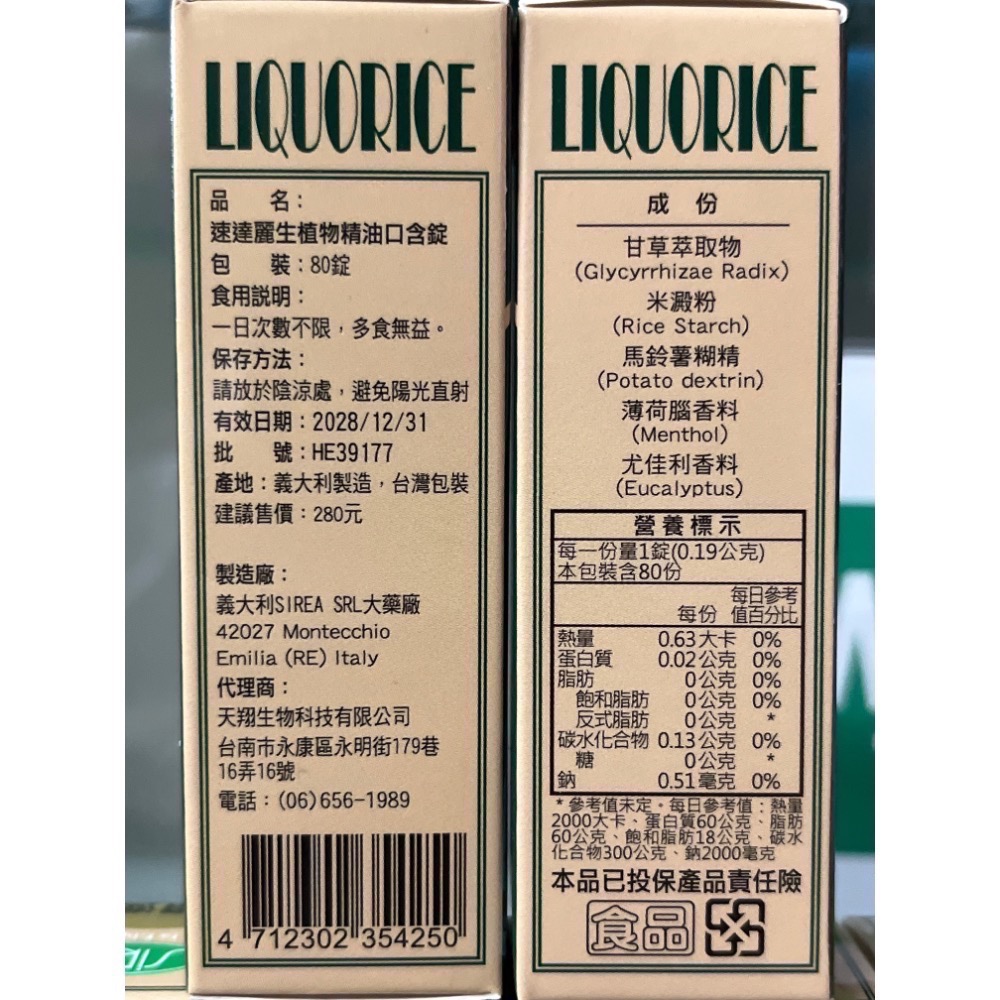 LIQUORICE
品　　名：
速達麗生植物精油口含錠
包　　裝：80錠
食用説明：
一日次數不限，多食無益。
保存方法：
請放於陰涼處，避免陽光直射
有效日期：2028/12/31
批　　號：HE39177
產地：義大利製造，台灣包裝
建議售價：280元
製造廠：
義大利SIREA SRL大藥廠
42027 Montecchio
Emilia (RE) Italy
代理商：
天翔生物科技有限公司
台南市永康區永明街179巷
16弄16號
電話：(06)656-1989
4 712302 354250
LIQUORICE
成　份
甘草萃取物
(Glycyrrhizae Radix)
米澱粉
(Rice Starch)
馬鈴薯糊精
(Potato dextrin)
薄荷腦香料
(Menthol)
尤佳利香料
(Eucalyptus)
營養標示
每一份量1錠(0.19公克)
本包裝含80份
每份 每日參考值百分比
熱量 0.63大卡 0%
蛋白質 0.02公克 0%
脂肪 0公克 0%
飽和脂肪 0公克 0%
反式脂肪 0公克 *
碳水化合物 0.13公克 0%
糖 0公克 *
鈉 0.51毫克 0%
*參考值未定。每日參考值：熱量
2000大卡、蛋白質60公克、脂肪
60公克、飽和脂肪18公克、碳水
化合物300公克、鈉2000毫克
本品已投保產品責任險
食品